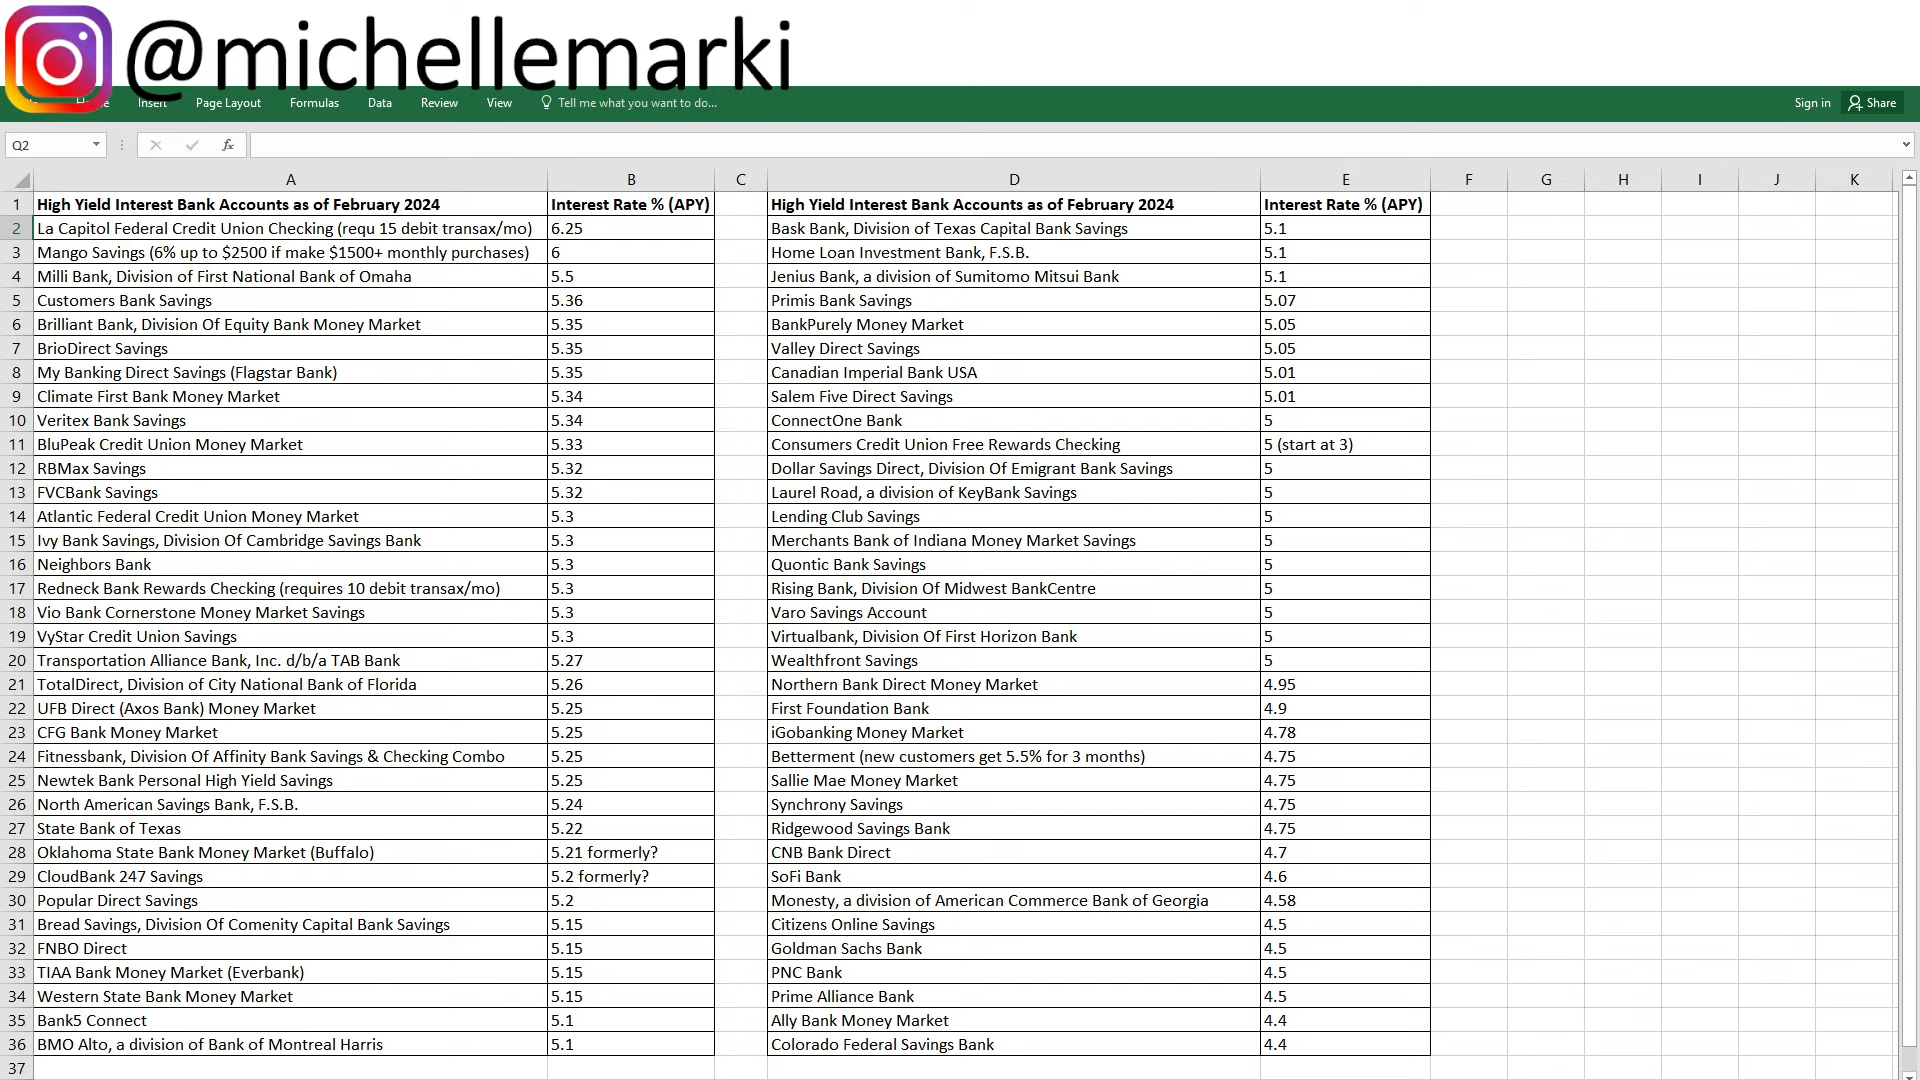 @michellemarki
Insert Page Layout Formulas Data Review View Tell me what you want to do... Sign in Share
Q2 fx
A B C D E F G H I J K
1 High Yield Interest Bank Accounts as of February 2024 Interest Rate % (APY) High Yield Interest Bank Accounts as of February 2024 Interest Rate % (APY)
2 La Capitol Federal Credit Union Checking (requ 15 debit transax/mo) 6.25 Bask Bank, Division of Texas Capital Bank Savings 5.1
3 Mango Savings (6% up to $2500 if make $1500+ monthly purchases) 6 Home Loan Investment Bank, F.S.B. 5.1
4 Milli Bank, Division of First National Bank of Omaha 5.5 Jenius Bank, a division of Sumitomo Mitsui Bank 5.1
5 Customers Bank Savings 5.36 Primis Bank Savings 5.07
6 Brilliant Bank, Division Of Equity Bank Money Market 5.35 BankPurely Money Market 5.05
7 BrioDirect Savings 5.35 Valley Direct Savings 5.05
8 My Banking Direct Savings (Flagstar Bank) 5.35 Canadian Imperial Bank USA 5.01
9 Climate First Bank Money Market 5.34 Salem Five Direct Savings 5.01
10 Veritex Bank Savings 5.34 ConnectOne Bank 5
11 BluPeak Credit Union Money Market 5.33 Consumers Credit Union Free Rewards Checking 5 (start at 3)
12 RBMax Savings 5.32 Dollar Savings Direct, Division Of Emigrant Bank Savings 5
13 FVCBank Savings 5.32 Laurel Road, a division of KeyBank Savings 5
14 Atlantic Federal Credit Union Money Market 5.3 Lending Club Savings 5
15 Ivy Bank Savings, Division Of Cambridge Savings Bank 5.3 Merchants Bank of Indiana Money Market Savings 5
16 Neighbors Bank 5.3 Quontic Bank Savings 5
17 Redneck Bank Rewards Checking (requires 10 debit transax/mo) 5.3 Rising Bank, Division Of Midwest BankCentre 5
18 Vio Bank Cornerstone Money Market Savings 5.3 Varo Savings Account 5
19 VyStar Credit Union Savings 5.3 Virtualbank, Division Of First Horizon Bank 5
20 Transportation Alliance Bank, Inc. d/b/a TAB Bank 5.27 Wealthfront Savings 5
21 TotalDirect, Division of City National Bank of Florida 5.26 Northern Bank Direct Money Market 4.95
22 UFB Direct (Axos Bank) Money Market 5.25 First Foundation Bank 4.9
23 CFG Bank Money Market 5.25 iGobanking Money Market 4.78
24 Fitnessbank, Division Of Affinity Bank Savings & Checking Combo 5.25 Betterment (new customers get 5.5% for 3 months) 4.75
25 Newtek Bank Personal High Yield Savings 5.25 Sallie Mae Money Market 4.75
26 North American Savings Bank, F.S.B. 5.24 Synchrony Savings 4.75
27 State Bank of Texas 5.22 Ridgewood Savings Bank 4.75
28 Oklahoma State Bank Money Market (Buffalo) 5.21 formerly? CNB Bank Direct 4.7
29 CloudBank 247 Savings 5.2 formerly? SoFi Bank 4.6
30 Popular Direct Savings 5.2 Monesty, a division of American Commerce Bank of Georgia 4.58
31 Bread Savings, Division Of Comenity Capital Bank Savings 5.15 Citizens Online Savings 4.5
32 FNBO Direct 5.15 Goldman Sachs Bank 4.5
33 TIAA Bank Money Market (Everbank) 5.15 PNC Bank 4.5
34 Western State Bank Money Market 5.15 Prime Alliance Bank 4.5
35 Bank5 Connect 5.1 Ally Bank Money Market 4.4
36 BMO Alto, a division of Bank of Montreal Harris 5.1 Colorado Federal Savings Bank 4.4
37